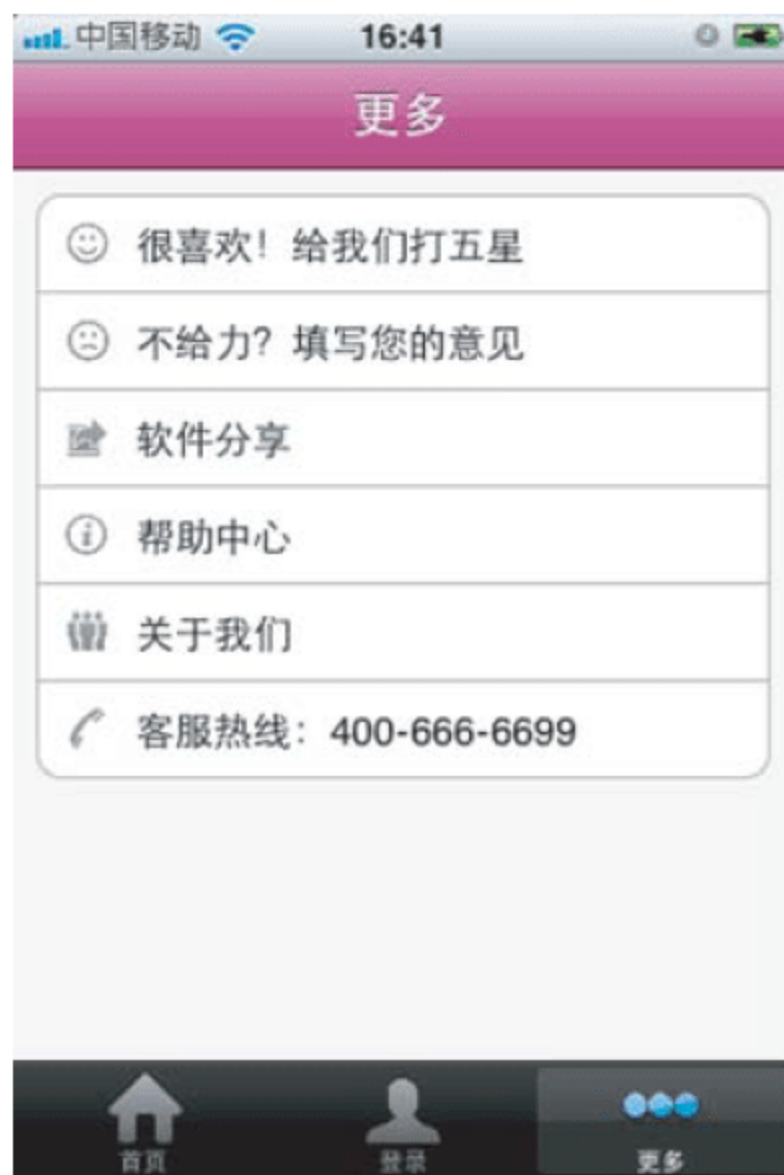 中国移动 16:41
更多
很喜欢！给我们打五星
不给力？填写您的意见
软件分享
帮助中心
关于我们
客服热线：400-666-6699
首页 登录 更多